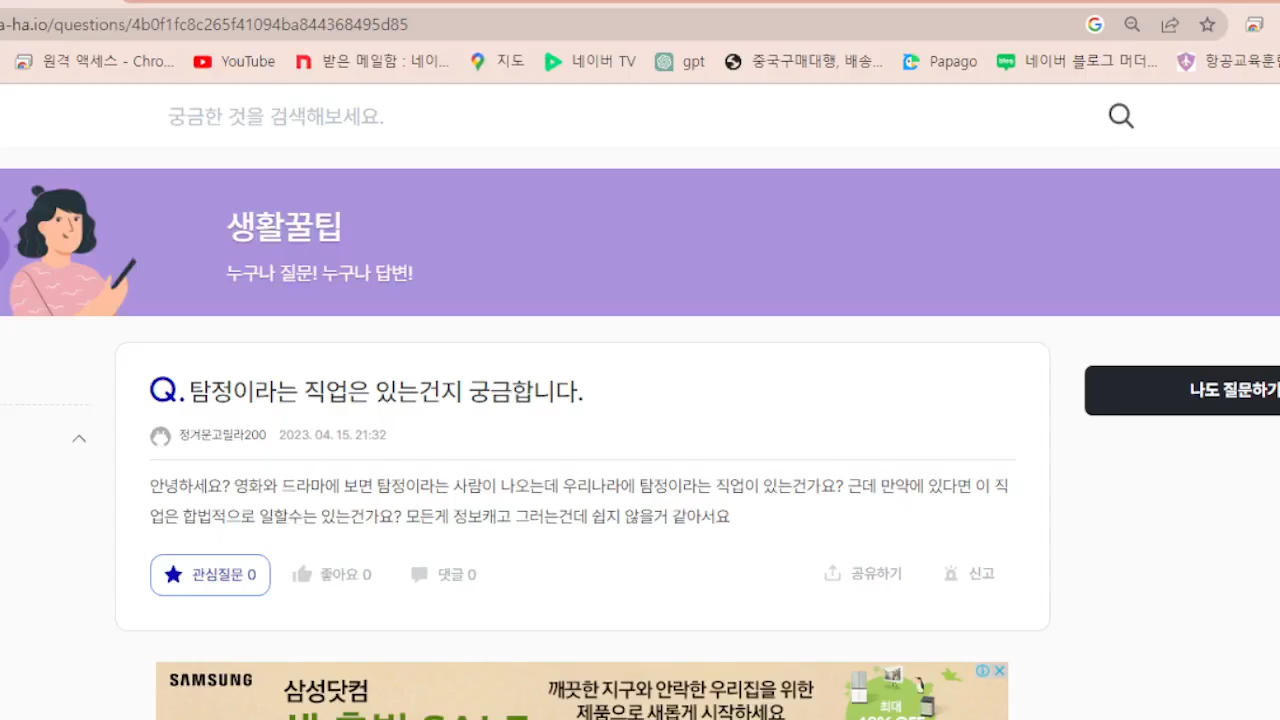 a-ha.io/questions/4b0f1fc8c265f41094ba844368495d85
원격 액세스 - Chro... YouTube 받은 메일함 : 네이... 지도 네이버 TV gpt 중국구매대행, 배송... Papago 네이버 블로그 머더... 항공교육훈련
궁금한 것을 검색해보세요.
생활꿀팁
누구나 질문! 누구나 답변!
Q. 탐정이라는 직업은 있는건지 궁금합니다.
나도 질문하기
정겨운고릴라200 2023. 04. 15. 21:32
안녕하세요? 영화와 드라마에 보면 탐정이라는 사람이 나오는데 우리나라에 탐정이라는 직업이 있는건가요? 근데 만약에 있다면 이 직
업은 합법적으로 일할수는 있는건가요? 모든게 정보캐고 그러는건데 쉽지 않을거 같아서요
관심질문 0 좋아요 0 댓글 0 공유하기 신고
SAMSUNG
삼성닷컴
깨끗한 지구와 안락한 우리집을 위한
제품으로 새롭게 시작하세요
최대